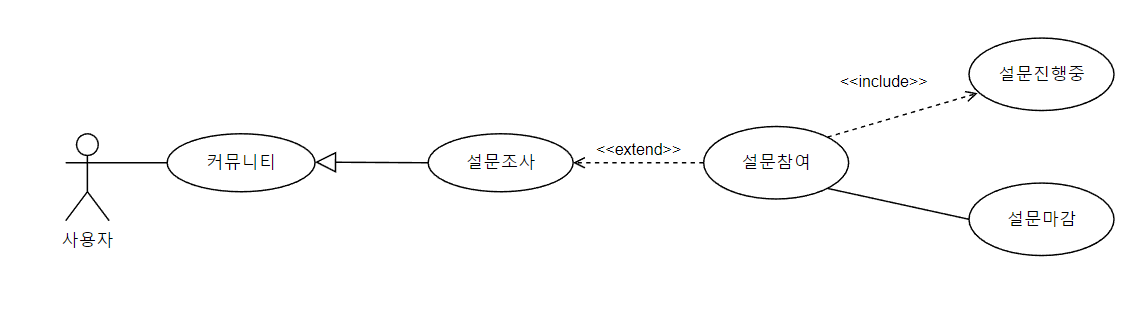 사용자
커뮤니티
설문조사
<<extend>>
설문참여
<<include>>
설문진행중
설문마감